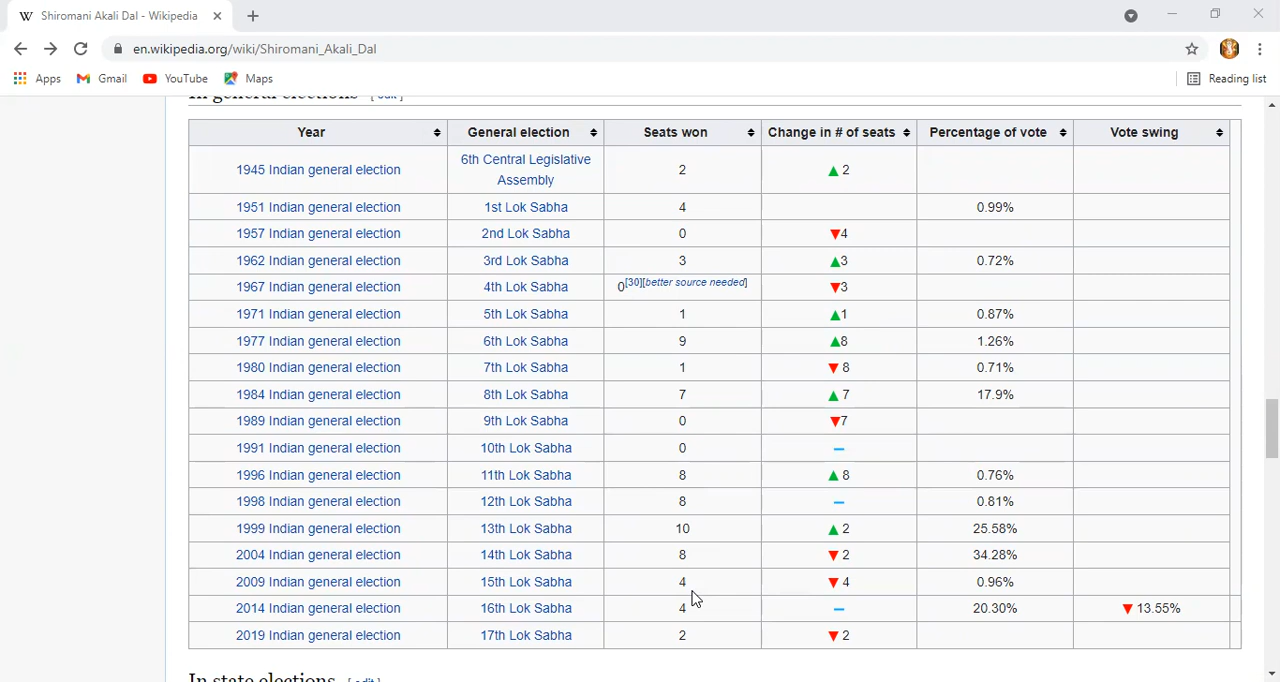 Shiromani Akali Dal - Wikipedia
en.wikipedia.org/wiki/Shiromani_Akali_Dal
Apps Gmail YouTube Maps Reading list
In general elections [ edit ]
Year General election Seats won Change in # of seats Percentage of vote Vote swing
1945 Indian general election 6th Central Legislative Assembly 2 ▲ 2
1951 Indian general election 1st Lok Sabha 4 0.99%
1957 Indian general election 2nd Lok Sabha 0 ▼4
1962 Indian general election 3rd Lok Sabha 3 ▲3 0.72%
1967 Indian general election 4th Lok Sabha 0[30][better source needed] ▼3
1971 Indian general election 5th Lok Sabha 1 ▲1 0.87%
1977 Indian general election 6th Lok Sabha 9 ▲8 1.26%
1980 Indian general election 7th Lok Sabha 1 ▼ 8 0.71%
1984 Indian general election 8th Lok Sabha 7 ▲ 7 17.9%
1989 Indian general election 9th Lok Sabha 0 ▼7
1991 Indian general election 10th Lok Sabha 0 –
1996 Indian general election 11th Lok Sabha 8 ▲ 8 0.76%
1998 Indian general election 12th Lok Sabha 8 – 0.81%
1999 Indian general election 13th Lok Sabha 10 ▲ 2 25.58%
2004 Indian general election 14th Lok Sabha 8 ▼ 2 34.28%
2009 Indian general election 15th Lok Sabha 4 ▼ 4 0.96%
2014 Indian general election 16th Lok Sabha 4 – 20.30% ▼ 13.55%
2019 Indian general election 17th Lok Sabha 2 ▼ 2
In state elections [ edit ]